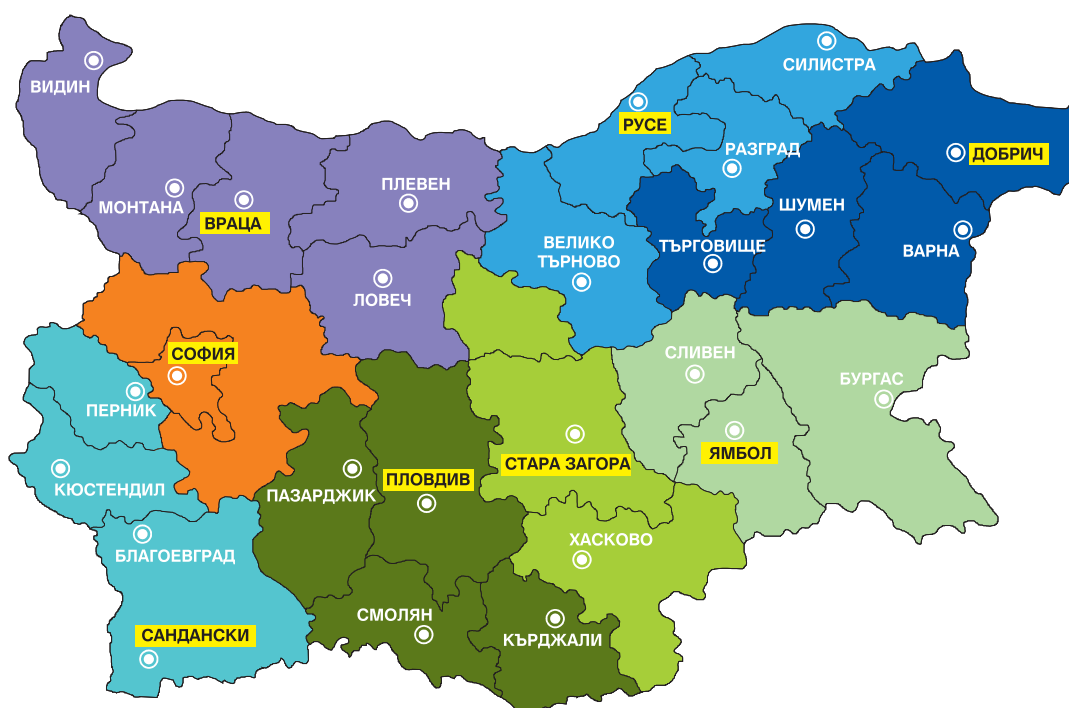 СИЛИСТРА
ВИДИН
РУСЕ
РАЗГРАД
ДОБРИЧ
ПЛЕВЕН
МОНТАНА
ВРАЦА
ШУМЕН
ВЕЛИКО
ТЪРНОВО
ТЪРГОВИЩЕ
ВАРНА
ЛОВЕЧ
СОФИЯ
СЛИВЕН
БУРГАС
ПЕРНИК
ЯМБОЛ
СТАРА ЗАГОРА
ПЛОВДИВ
КЮСТЕНДИЛ
ПАЗАРДЖИК
ХАСКОВО
БЛАГОЕВГРАД
СМОЛЯН
САНДАНСКИ
КЪРДЖАЛИ